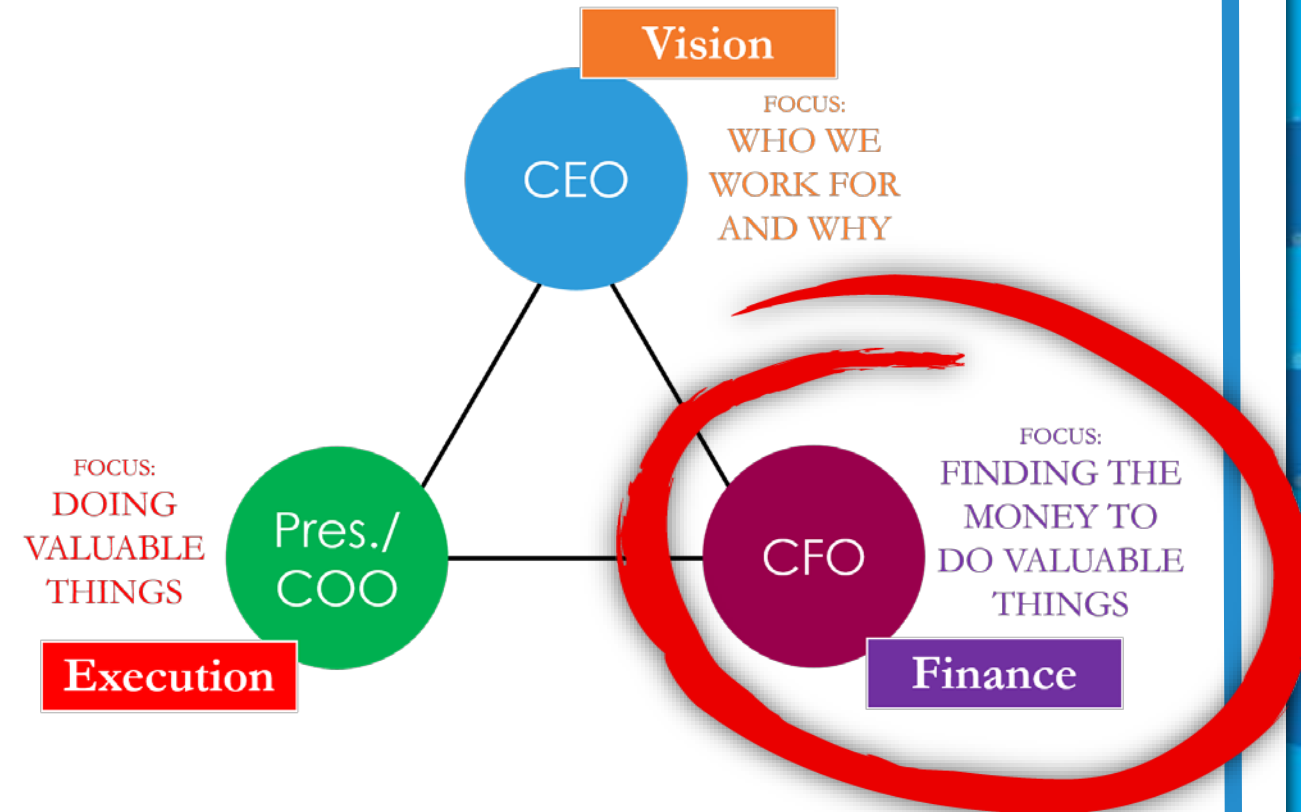 Vision
FOCUS:
WHO WE
WORK FOR
AND WHY
CEO
FOCUS:
DOING
VALUABLE
THINGS
Pres./
COO
Execution
CFO
FOCUS:
FINDING THE
MONEY TO
DO VALUABLE
THINGS
Finance